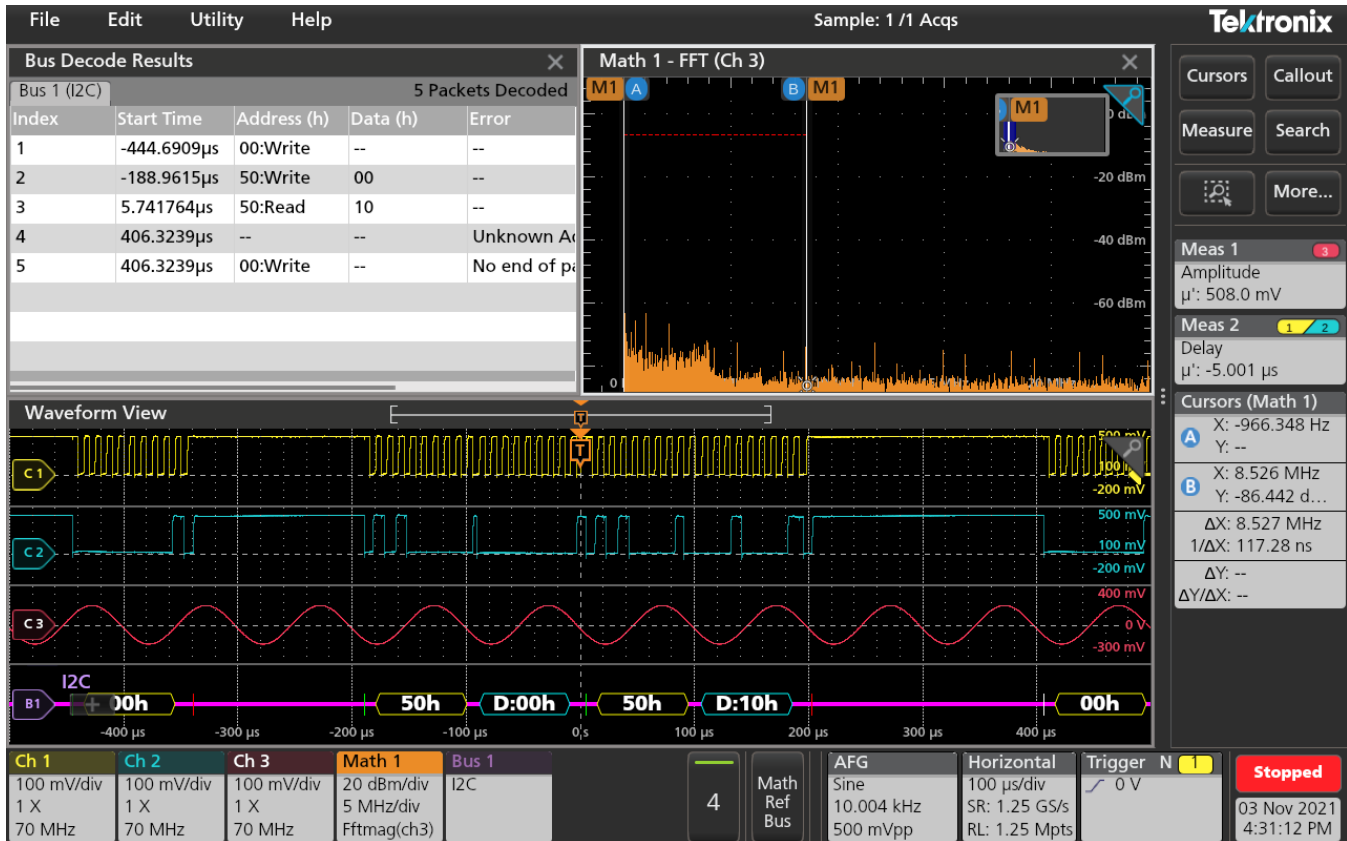 File Edit Utility Help Sample: 1 /1 Acqs Tektronix
Bus Decode Results
Bus 1 (I2C) 5 Packets Decoded
Index Start Time Address (h) Data (h) Error
1 -444.6909µs 00:Write -- --
2 -188.9615µs 50:Write 00 --
3 5.741764µs 50:Read 10 --
4 406.3239µs -- -- Unknown
5 406.3239µs 00:Write -- No end of
Math 1 - FFT (Ch 3)
M1 A B M1
M1
-20 dBm
-40 dBm
-60 dBm
Cursors Callout
Measure Search
More...
Meas 1 3
Amplitude
µ': 508.0 mV
Meas 2 1 2
Delay
µ': -5.001 µs
Cursors (Math 1)
A X: -966.348 Hz
Y: --
B X: 8.526 MHz
Y: -86.442 d...
ΔX: 8.527 MHz
1/ΔX: 117.28 ns
ΔY: --
ΔY/ΔX: --
Waveform View
T
T
C 1
500 mV
-200 mV
C 2
500 mV
100 mV
-200 mV
C 3
400 mV
0 V
-300 mV
I2C
B1 00h 50h D:00h 50h D:10h 00h
-400 µs -300 µs -200 µs -100 µs 0s 100 µs 200 µs 300 µs 400 µs
Ch 1
100 mV/div
1 X
70 MHz
Ch 2
100 mV/div
1 X
70 MHz
Ch 3
100 mV/div
1 X
70 MHz
Math 1
20 dBm/div
5 MHz/div
Fftmag(ch3)
Bus 1
I2C
4
Math
Ref
Bus
AFG
Sine
10.004 kHz
500 mVpp
Horizontal
100 µs/div
SR: 1.25 GS/s
RL: 1.25 Mpts
Trigger N 1
0 V
Stopped
03 Nov 2021
4:31:12 PM